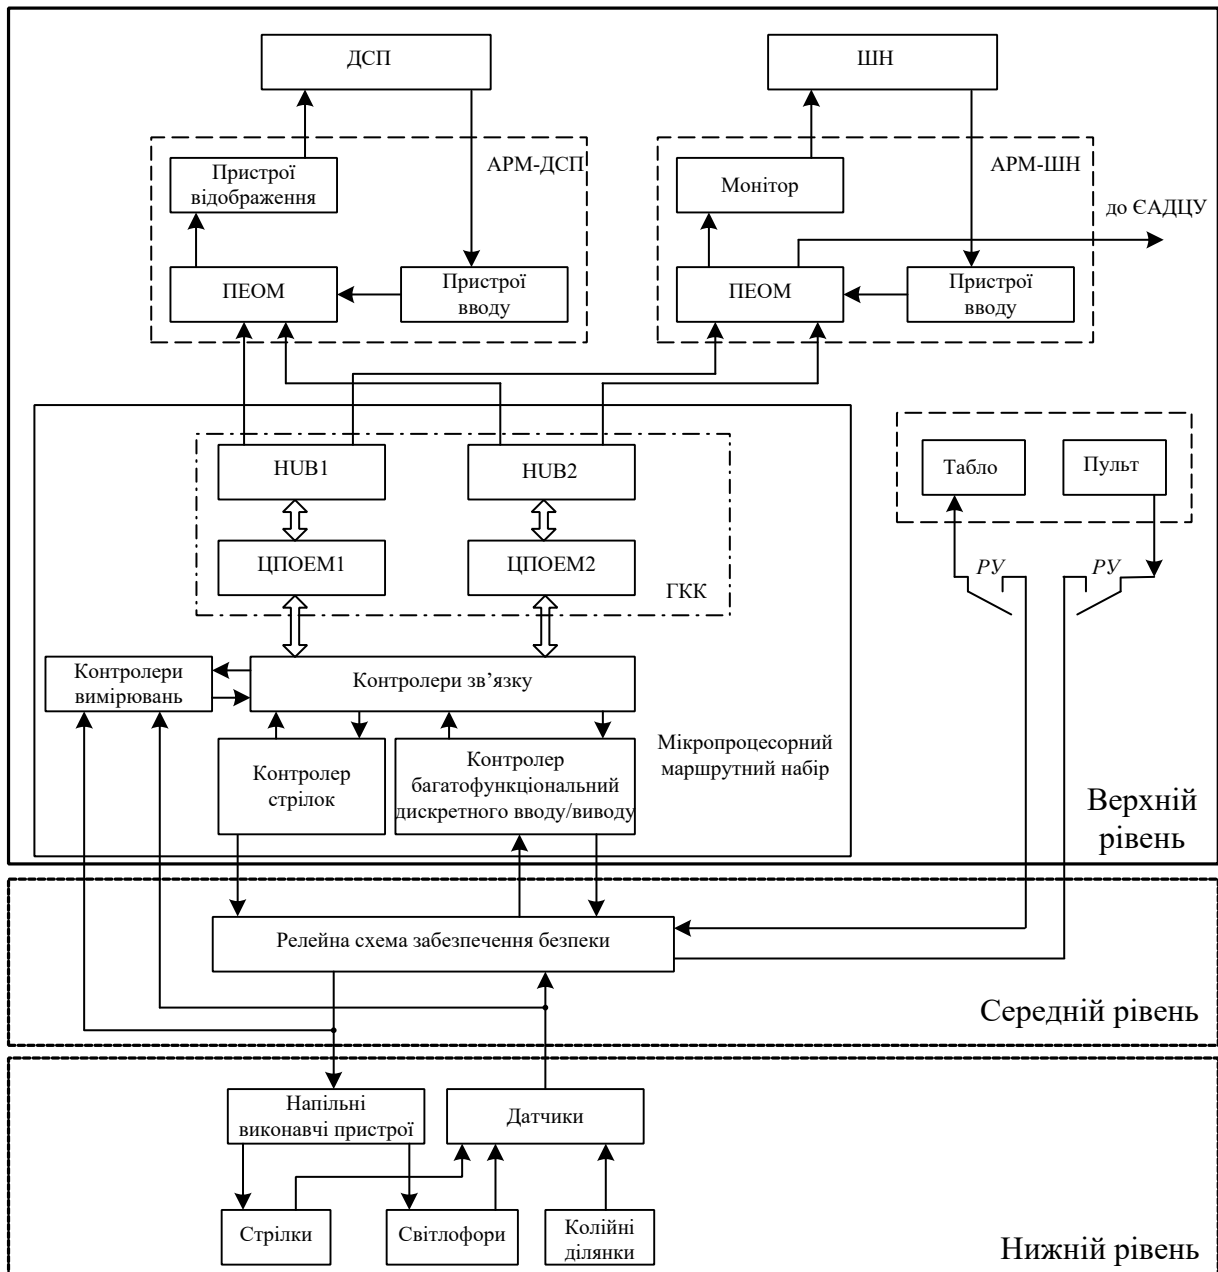 ДСП
ШН
АРМ-ДСП
АРМ-ШН
Пристрої
відображення
Монітор
до ЄАДЦУ
ПЕОМ
Пристрої
вводу
ПЕОМ
Пристрої
вводу
HUB1
HUB2
Табло
Пульт
ЦПОЕМ1
ЦПОЕМ2
ГКК
РУ
РУ
Контролери
вимірювань
Контролери зв’язку
Контролер
стрілок
Контролер
багатофункціональний
дискретного вводу/виводу
Мікропроцесорний
маршрутний набір
Верхній
рівень
Релейна схема забезпечення безпеки
Середній рівень
Напільні
виконавчі пристрої
Датчики
Стрілки
Світлофори
Колійні
ділянки
Нижній рівень